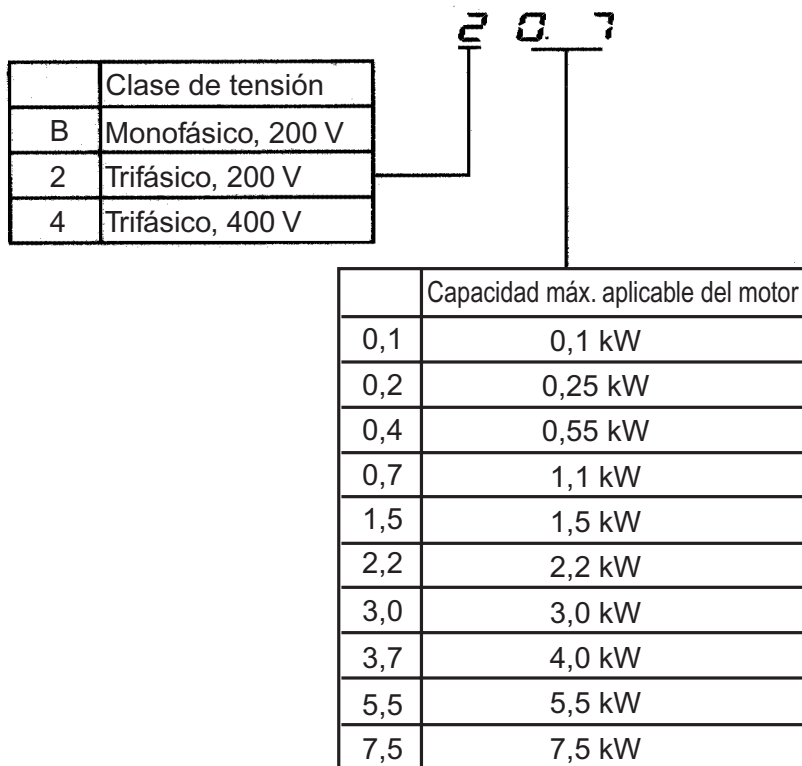 2 0. 7
Clase de tensión
B Monofásico, 200 V
2 Trifásico, 200 V
4 Trifásico, 400 V
Capacidad máx. aplicable del motor
0,1 0,1 kW
0,2 0,25 kW
0,4 0,55 kW
0,7 1,1 kW
1,5 1,5 kW
2,2 2,2 kW
3,0 3,0 kW
3,7 4,0 kW
5,5 5,5 kW
7,5 7,5 kW